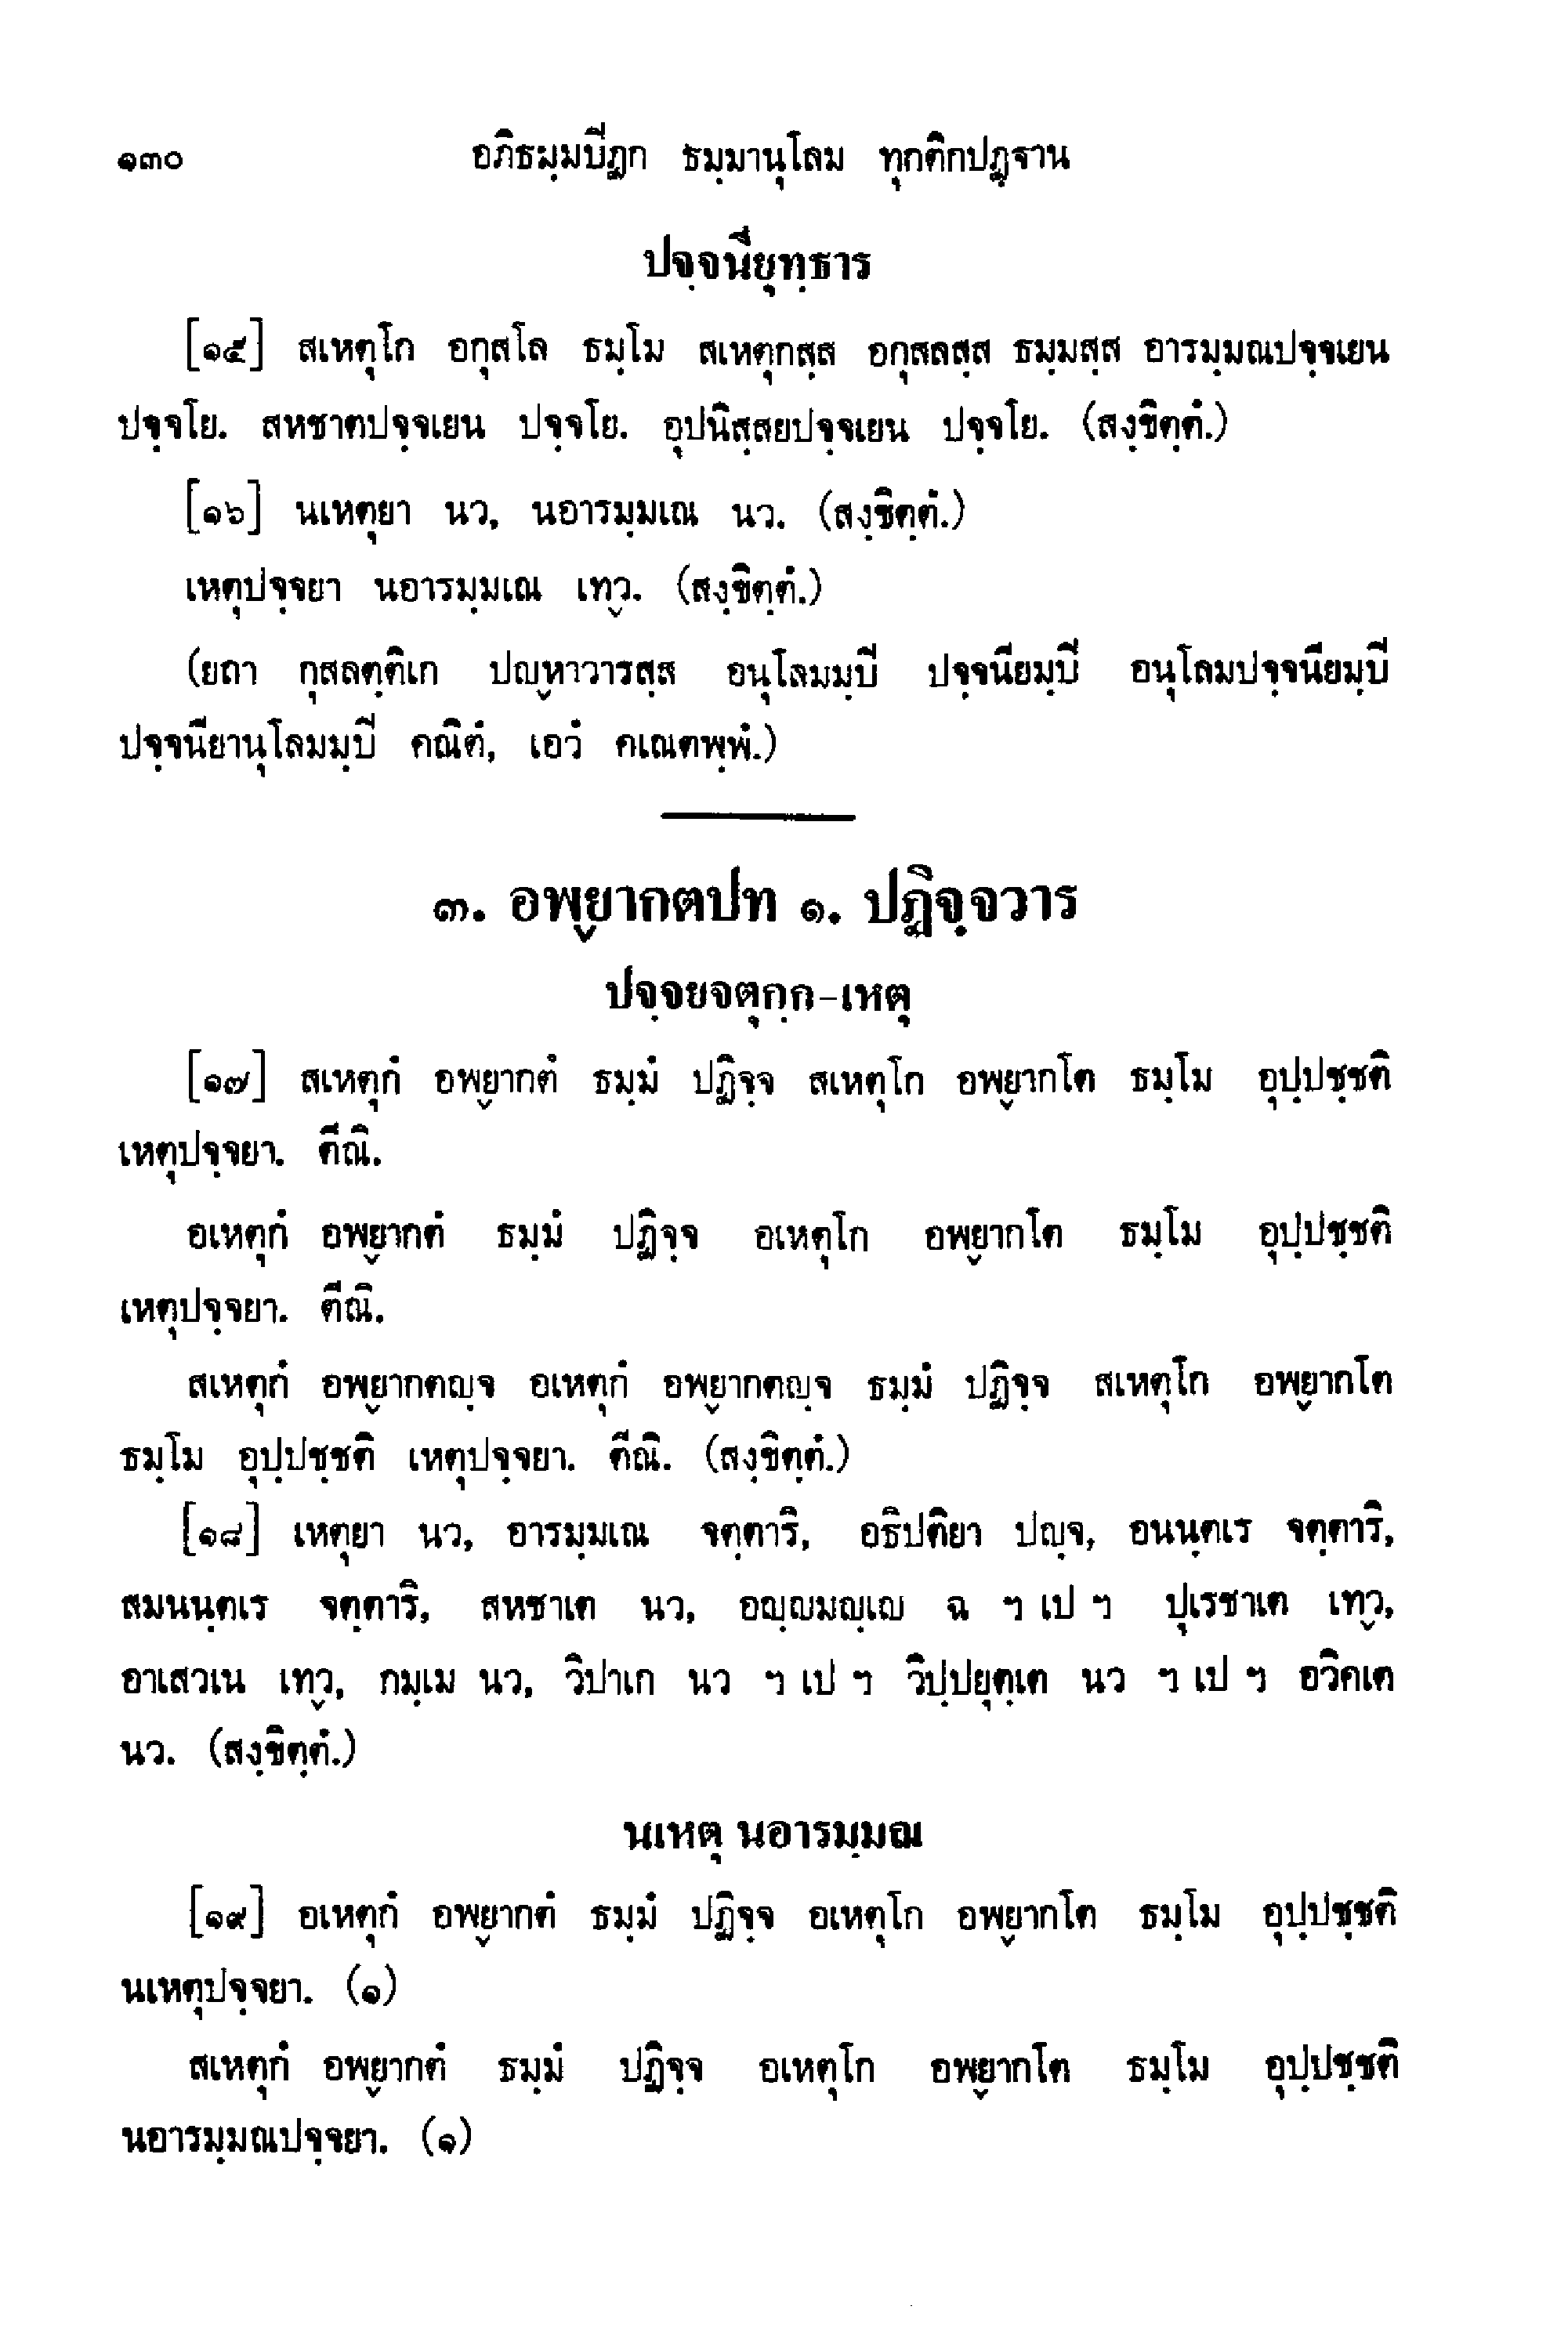 ๑๓๐ อภิธมฺมปิฏก ธมฺมานุโลม ทุกติกปฏฺฐาน
ปจฺจนียุทฺธาร
[๑๕] สเหตุโก อกุสโล ธมฺโม สเหตุกสฺส อกุสลสฺส ธมฺมสฺส อารมฺมณปจฺจเยน
ปจฺจโย. สหชาตปจฺจเยน ปจฺจโย. อุปนิสฺสยปจฺจเยน ปจฺจโย. (สงฺขิตฺตํ.)
[๑๖] นเหตุยา นว, นอารมฺมเณ นว. (สงฺขิตฺตํ.)
เหตุปจฺจยา นอารมฺมเณ เทฺว. (สงฺขิตฺตํ.)
(ยถา กุสลตฺติเก ปญฺหาวารสฺส อนุโลมมฺปิ ปจฺจนียมฺปิ อนุโลมปจฺจนียมฺปิ
ปจฺจนียานุโลมมฺปิ คณิตํ, เอวํ คเณตพฺพํ.)
๓. อพฺยากตปท ๑. ปฏิจฺจวาร
ปจฺจยจตุกฺก-เหตุ
[๑๗] สเหตุกํ อพฺยากตํ ธมฺมํ ปฏิจฺจ สเหตุโก อพฺยากโต ธมฺโม อุปฺปชฺชติ
เหตุปจฺจยา. ตีณิ.
อเหตุกํ อพฺยากตํ ธมฺมํ ปฏิจฺจ อเหตุโก อพฺยากโต ธมฺโม อุปฺปชฺชติ
เหตุปจฺจยา. ตีณิ.
สเหตุกํ อพฺยากตญฺจ อเหตุกํ อพฺยากตญฺจ ธมฺมํ ปฏิจฺจ สเหตุโก อพฺยากโต
ธมฺโม อุปฺปชฺชติ เหตุปจฺจยา. ตีณิ. (สงฺขิตฺตํ.)
[๑๘] เหตุยา นว, อารมฺมเณ จตฺตาริ, อธิปติยา ปญฺจ, อนนฺตเร จตฺตาริ,
สมนนฺตเร จตฺตาริ, สหชาเต นว, อญฺญมญฺเญ ฉ ฯ เป ฯ ปุเรชาเต เทฺว,
อาเสวเน เทฺว, กมฺเม นว, วิปาเก นว ฯ เป ฯ วิปฺปยุตฺเต นว ฯ เป ฯ อวิคเต
นว. (สงฺขิตฺตํ.)
นเหตุ นอารมฺมณ
[๑๙] อเหตุกํ อพฺยากตํ ธมฺมํ ปฏิจฺจ อเหตุโก อพฺยากโต ธมฺโม อุปฺปชฺชติ
นเหตุปจฺจยา. (๑)
สเหตุกํ อพฺยากตํ ธมฺมํ ปฏิจฺจ อเหตุโก อพฺยากโต ธมฺโม อุปฺปชฺชติ
นอารมฺมณปจฺจยา. (๑)